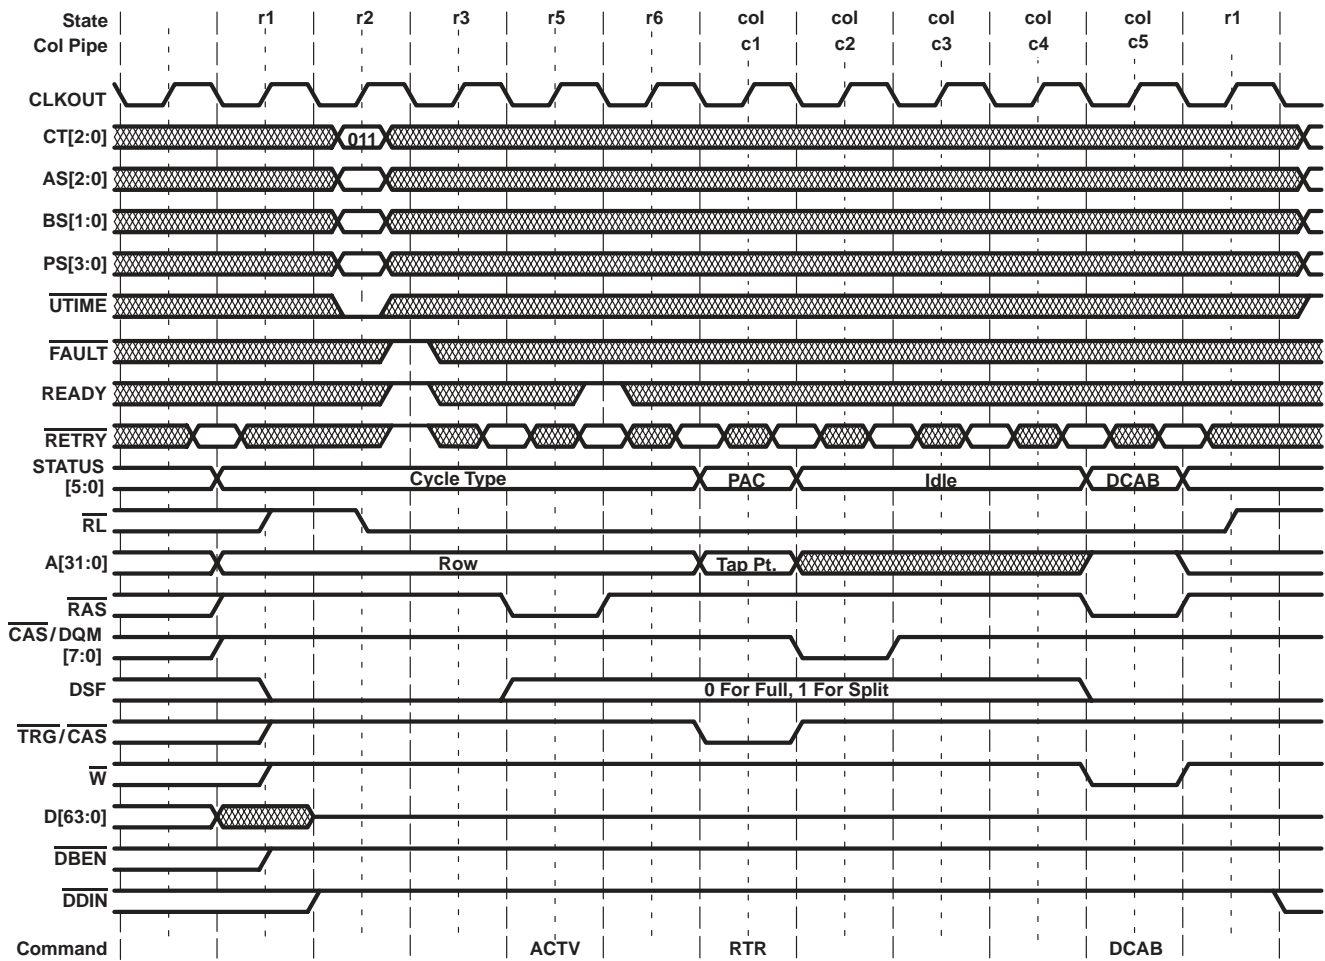 State r1 r2 r3 r5 r6 col col col col col r1
Col Pipe c1 c2 c3 c4 c5
CLKOUT
CT[2:0] 011
AS[2:0]
BS[1:0]
PS[3:0]
UTIME
FAULT
READY
RETRY
STATUS
[5:0] Cycle Type PAC Idle DCAB
RL
A[31:0] Row Tap Pt.
RAS
CAS/DQM
[7:0]
DSF 0 For Full, 1 For Split
TRG/CAS
W
D[63:0]
DBEN
DDIN
Command ACTV RTR DCAB